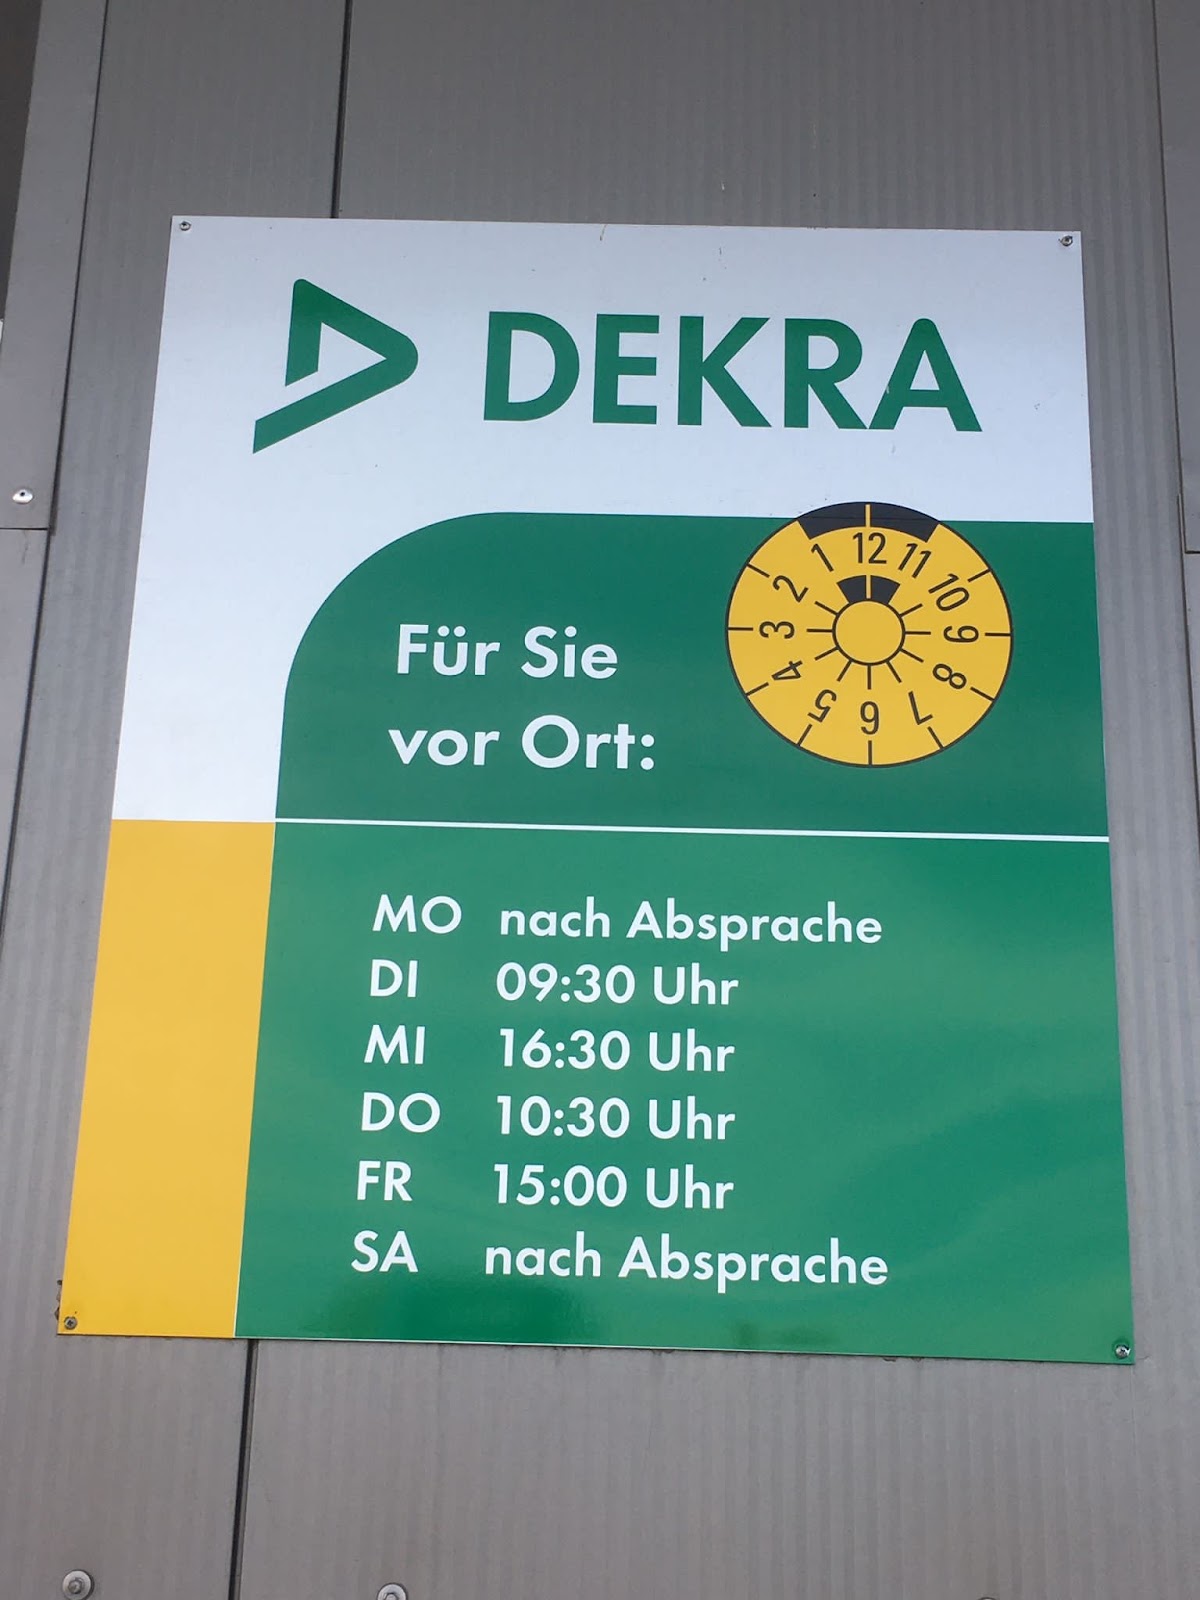 DEKRA
1 12 11
2 10
3 9
4 8
5 6 7
Für Sie
vor Ort:
MO nach Absprache
DI 09:30 Uhr
MI 16:30 Uhr
DO 10:30 Uhr
FR 15:00 Uhr
SA nach Absprache